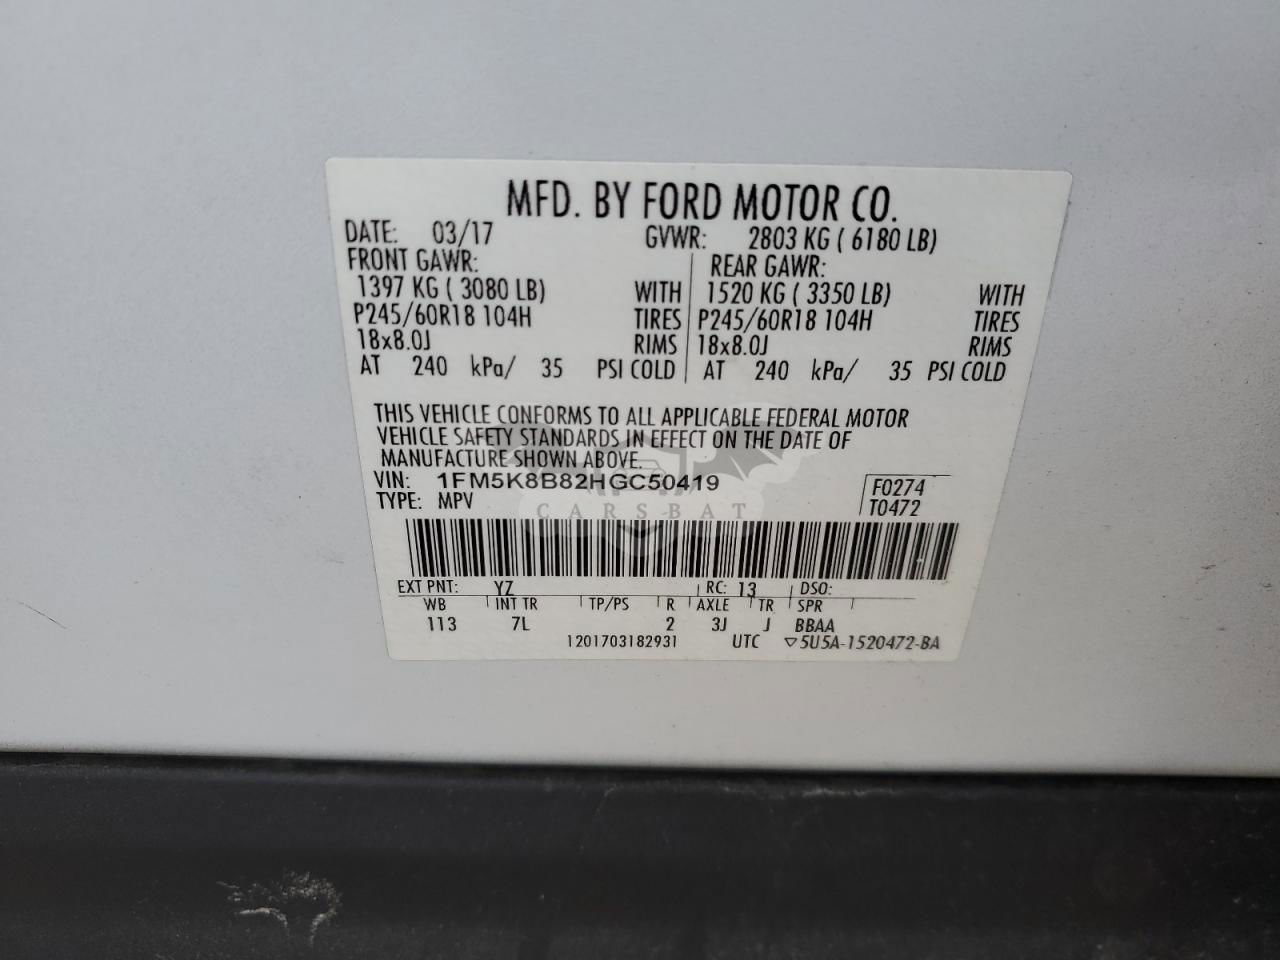 MFD. BY FORD MOTOR CO.
DATE: 03/17 GVWR: 2803 KG ( 6180 LB)
FRONT GAWR: REAR GAWR:
1397 KG ( 3080 LB) WITH 1520 KG ( 3350 LB) WITH
P245/60R18 104H TIRES P245/60R18 104H TIRES
18x8.0J RIMS 18x8.0J RIMS
AT 240 kPa/ 35 PSI COLD AT 240 kPa/ 35 PSI COLD
THIS VEHICLE CONFORMS TO ALL APPLICABLE FEDERAL MOTOR
VEHICLE SAFETY STANDARDS IN EFFECT ON THE DATE OF
MANUFACTURE SHOWN ABOVE.
VIN: 1FM5K8B82HGC50419 F0274
TYPE: MPV T0472
CARSBAT
EXT PNT: YZ RC: 13 DSO:
WB INT TR TP/PS R AXLE TR SPR
113 7L 2 3J J BBAA
1201703182931 UTC ▽5U5A-1520472-BA